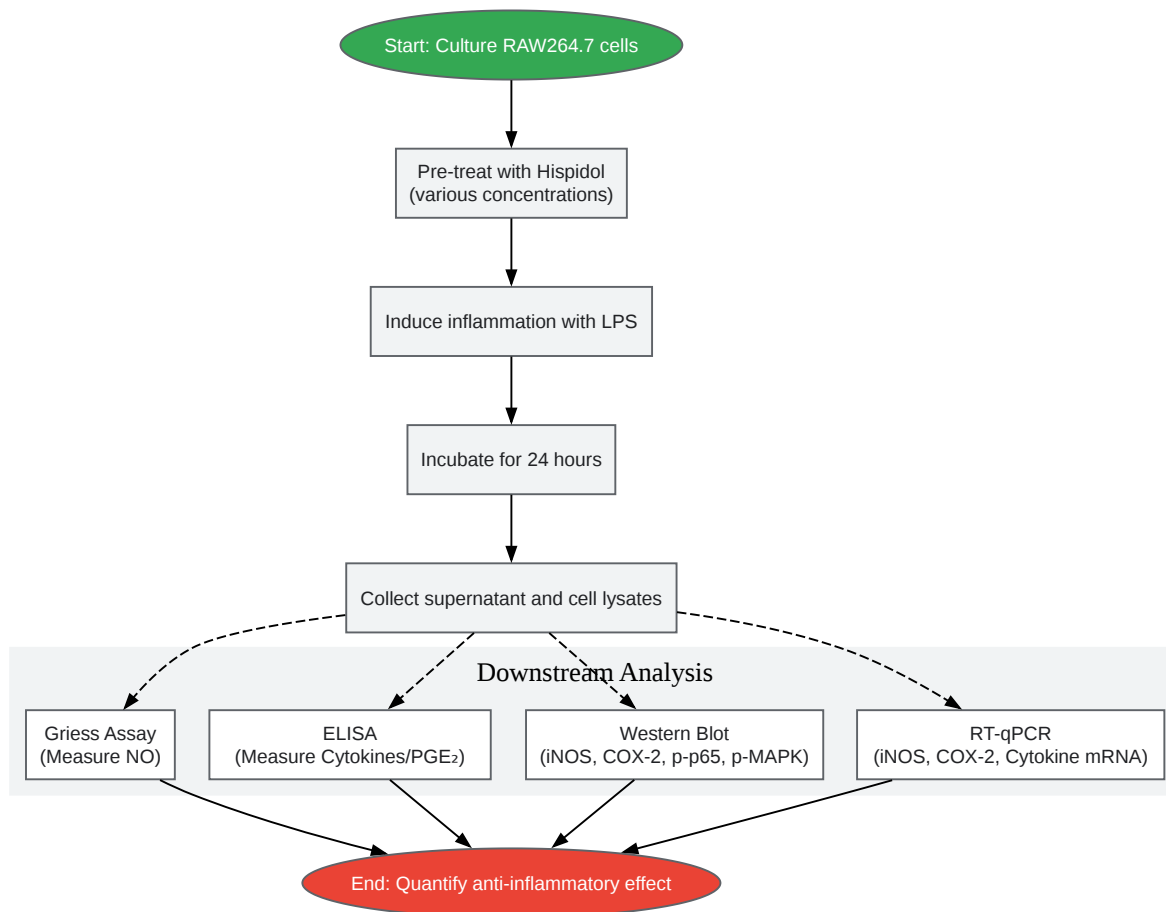 Start: Culture RAW264.7 cells
Pre-treat with Hispidol
(various concentrations)
Induce inflammation with LPS
Incubate for 24 hours
Collect supernatant and cell lysates
Downstream Analysis
Griess Assay
(Measure NO)
ELISA
(Measure Cytokines/PGE₂)
Western Blot
(iNOS, COX-2, p-p65, p-MAPK)
RT-qPCR
(iNOS, COX-2, Cytokine mRNA)
End: Quantify anti-inflammatory effect